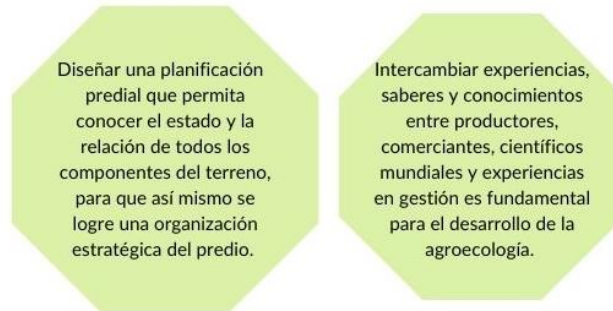 Diseñar una planificación
predial que permita
conocer el estado y la
relación de todos los
componentes del terreno,
para que así mismo se
logre una organización
estratégica del predio.
Intercambiar experiencias,
saberes y conocimientos
entre productores,
comerciantes, científicos
mundiales y experiencias
en gestión es fundamental
para el desarrollo de la
agroecología.